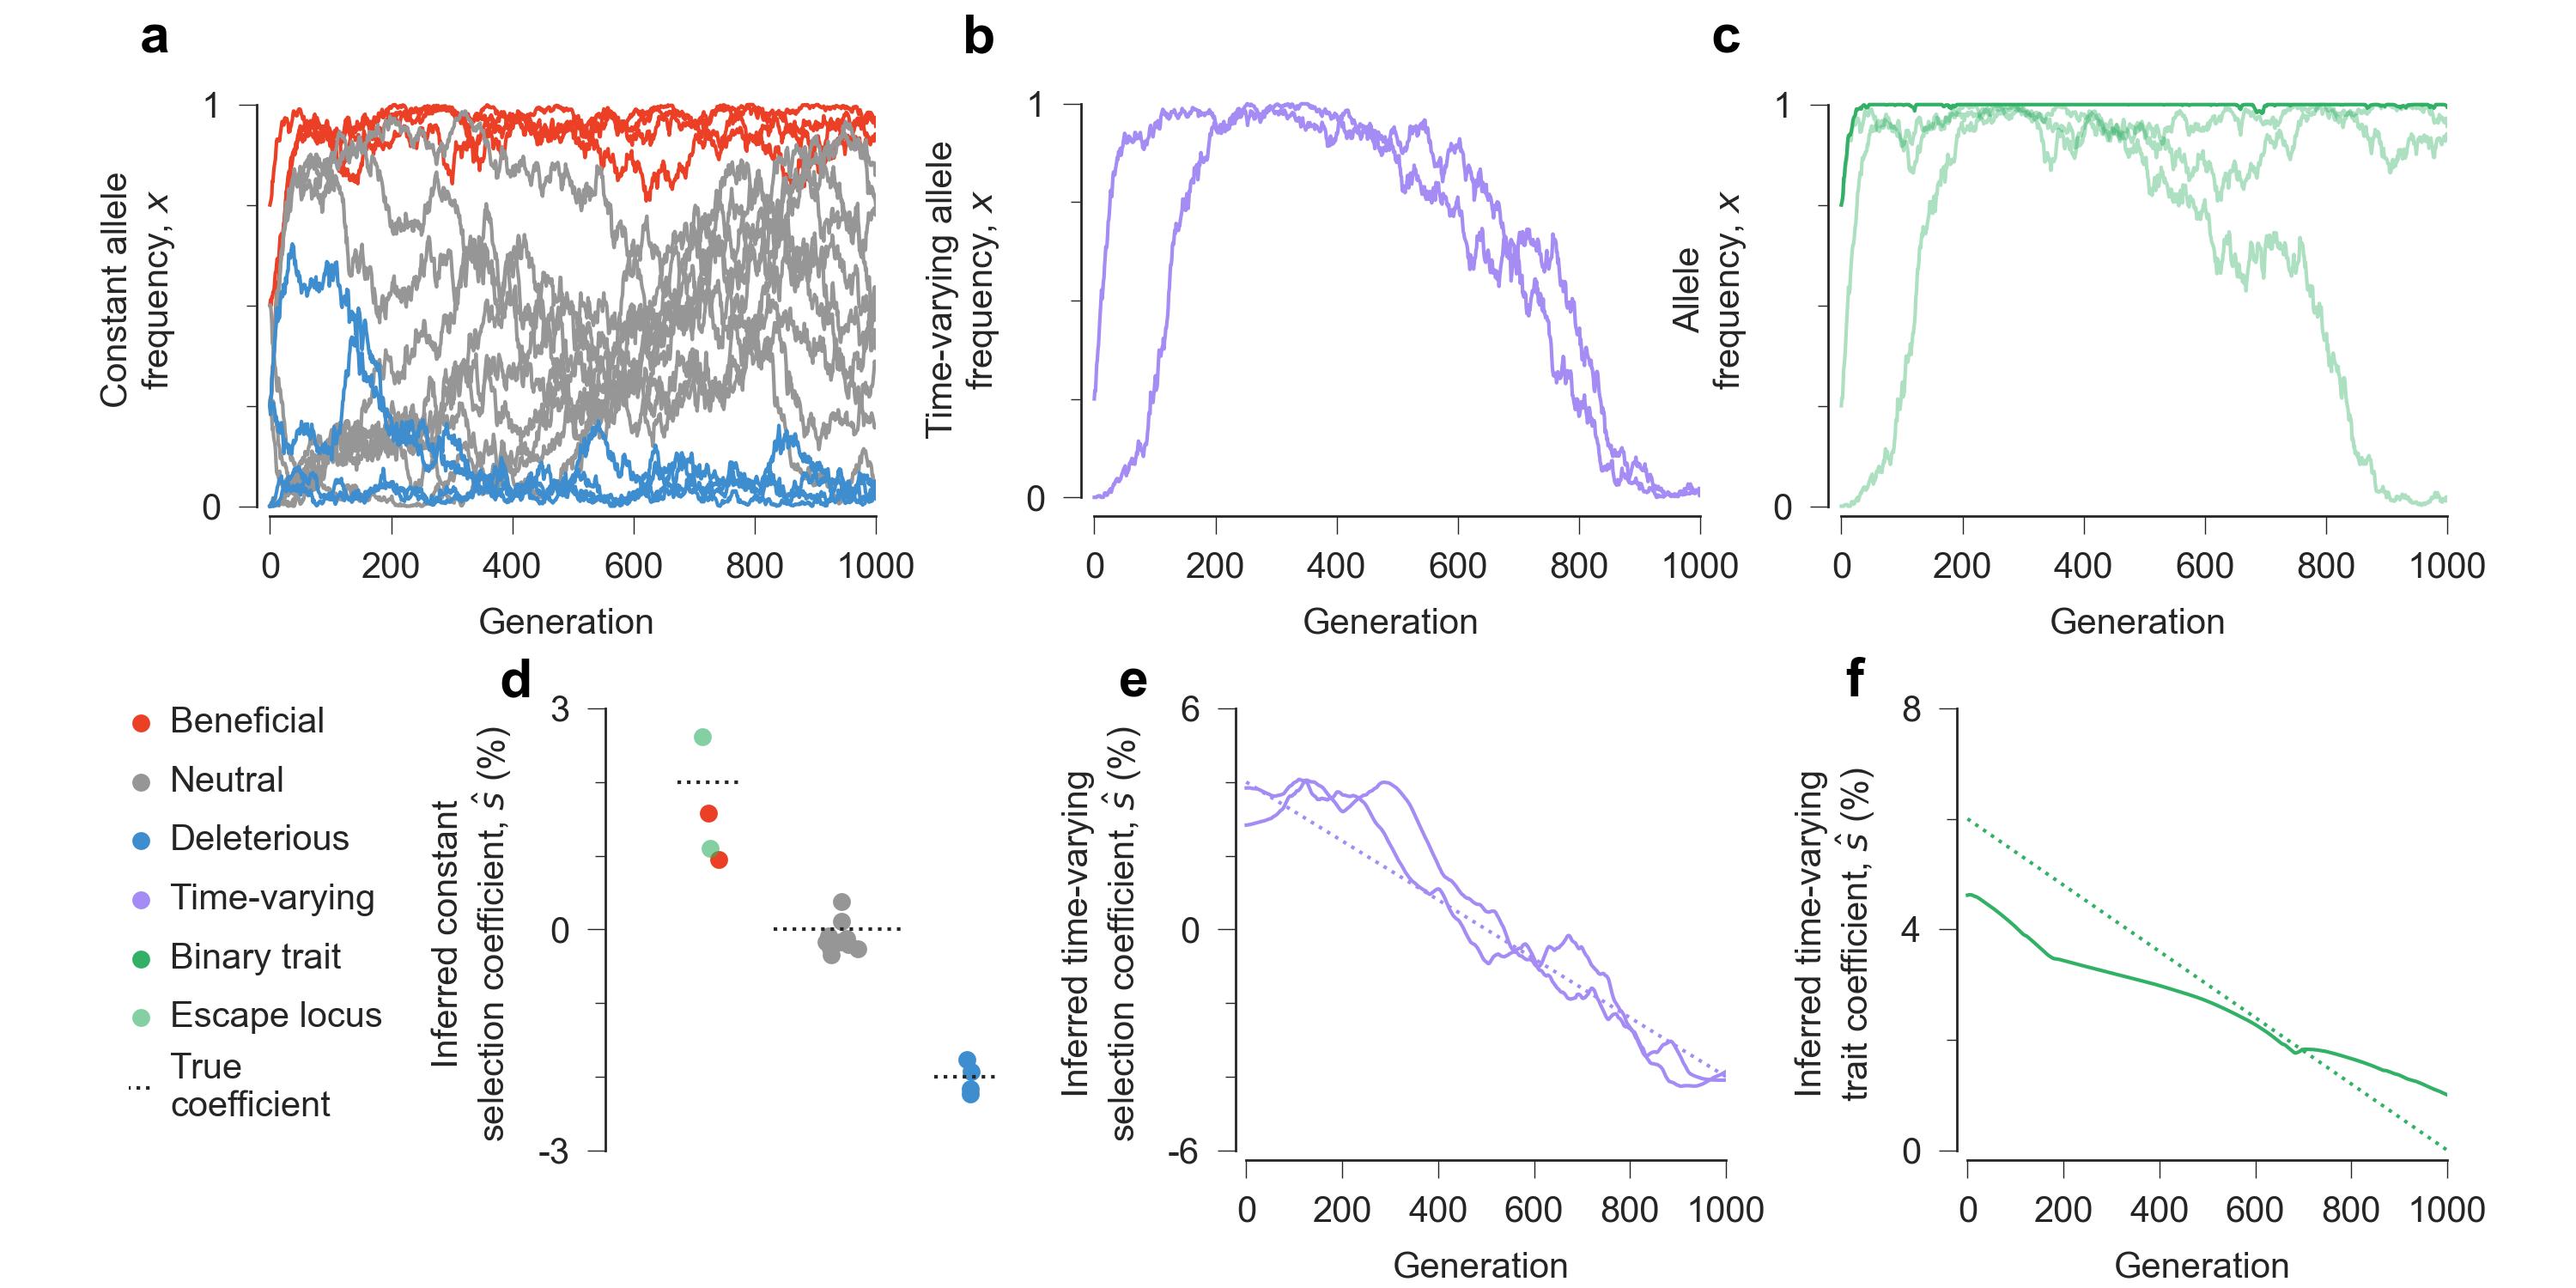 a
b
c
1
0
Constant allele
frequency, x
0 200 400 600 800 1000
Generation
1
0
Time-varying allele
frequency, x
0 200 400 600 800 1000
Generation
1
0
Allele
frequency, x
0 200 400 600 800 1000
Generation
Beneficial
Neutral
Deleterious
Time-varying
Binary trait
Escape locus
True
coefficient
d
3
0
-3
Inferred constant
selection coefficient, ŝ (%)
e
6
0
-6
Inferred time-varying
selection coefficient, ŝ (%)
0 200 400 600 800 1000
Generation
f
8
4
0
Inferred time-varying
trait coefficient, ŝ (%)
0 200 400 600 800 1000
Generation